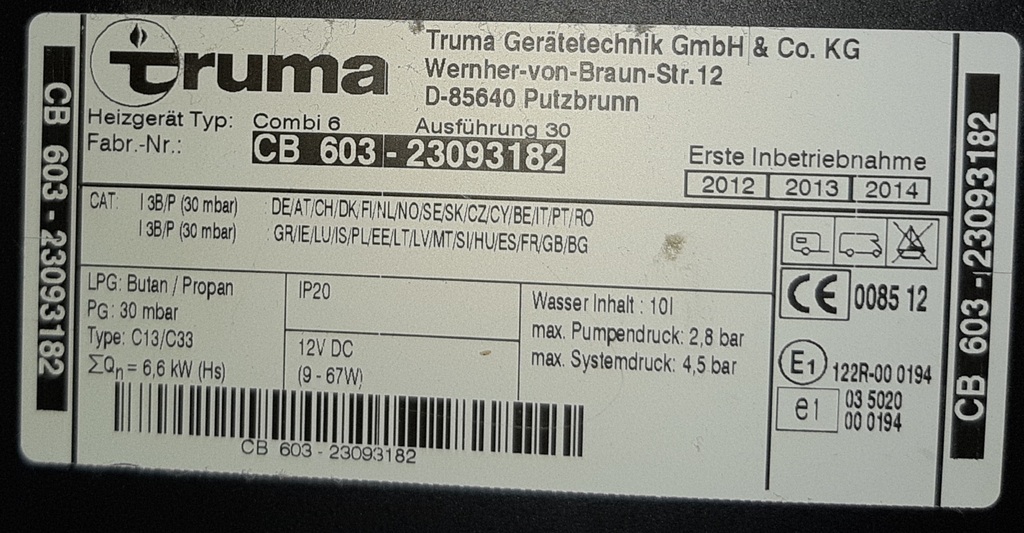 truma
Truma Gerätetechnik GmbH & Co. KG
Wernher-von-Braun-Str.12
D-85640 Putzbrunn
Heizgerät Typ: Combi 6 Ausführung 30
Fabr.-Nr.: CB 603 - 23093182
Erste Inbetriebnahme
2012 2013 2014
CAT: I 3B/P (30 mbar) DE/AT/CH/DK/FI/NL/NO/SE/SK/CZ/CY/BE/IT/PT/RO
I 3B/P (30 mbar) GR/IE/LU/IS/PL/EE/LT/LV/MT/SI/HU/ES/FR/GB/BG
LPG: Butan / Propan
PG: 30 mbar
Type: C13/C33
ΣQn = 6,6 kW (Hs)
IP20
12V DC
(9 - 67W)
Wasser Inhalt : 10l
max. Pumpendruck: 2,8 bar
max. Systemdruck: 4,5 bar
CE 0085 12
E1 122R-00 0194
e1 03 5020
00 0194
CB 603 - 23093182
CB 603 - 23093182
CB 603 - 23093182